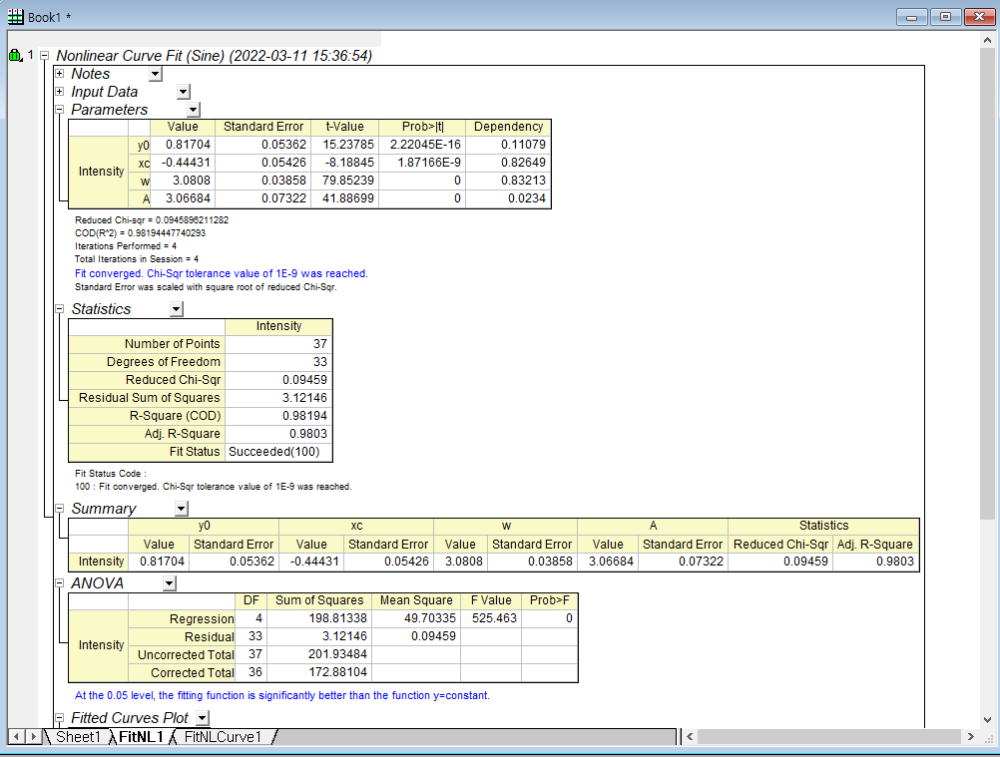 Book1 *
1 Nonlinear Curve Fit (Sine) (2022-03-11 15:36:54)
Notes
Input Data
Parameters
Value Standard Error t-Value Prob>|t| Dependency
Intensity
y0 0.81704 0.05362 15.23785 2.22045E-16 0.11079
xc -0.44431 0.05426 -8.18845 1.87166E-9 0.82649
w 3.0808 0.03858 79.85239 0 0.83213
A 3.06684 0.07322 41.88699 0 0.0234
Reduced Chi-sqr = 0.0945896211282
COD(R^2) = 0.98194447740293
Iterations Performed = 4
Total Iterations in Session = 4
Fit converged. Chi-Sqr tolerance value of 1E-9 was reached.
Standard Error was scaled with square root of reduced Chi-Sqr.
Statistics
Intensity
Number of Points 37
Degrees of Freedom 33
Reduced Chi-Sqr 0.09459
Residual Sum of Squares 3.12146
R-Square (COD) 0.98194
Adj. R-Square 0.9803
Fit Status Succeeded(100)
Fit Status Code :
100 : Fit converged. Chi-Sqr tolerance value of 1E-9 was reached.
Summary
y0 xc w A Statistics
Value Standard Error Value Standard Error Value Standard Error Value Standard Error Reduced Chi-Sqr Adj. R-Square
Intensity 0.81704 0.05362 -0.44431 0.05426 3.0808 0.03858 3.06684 0.07322 0.09459 0.9803
ANOVA
DF Sum of Squares Mean Square F Value Prob>F
Intensity
Regression 4 198.81338 49.70335 525.463 0
Residual 33 3.12146 0.09459
Uncorrected Total 37 201.93484
Corrected Total 36 172.88104
At the 0.05 level, the fitting function is significantly better than the function y=constant.
Fitted Curves Plot
Sheet1 FitNL1 FitNLCurve1